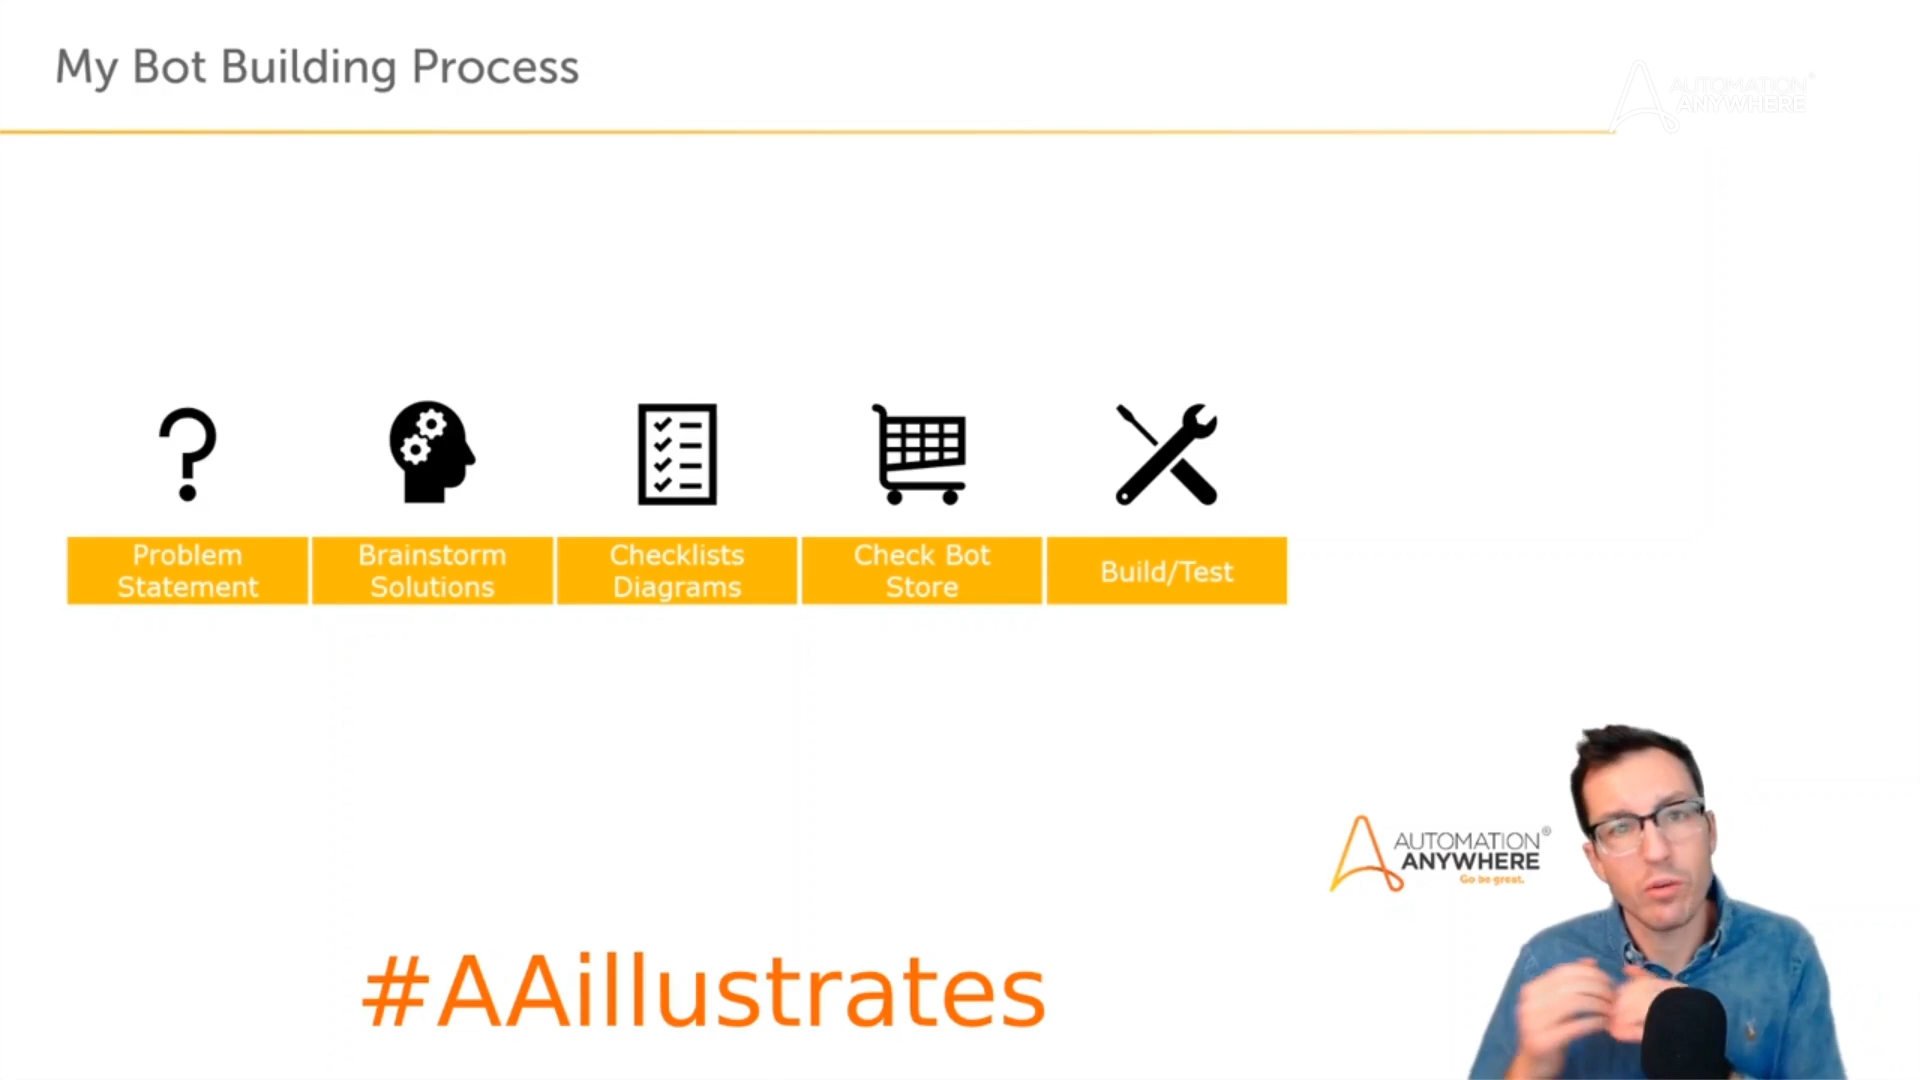 My Bot Building Process
AUTOMATION
ANYWHERE
Problem
Statement
Brainstorm
Solutions
Checklists
Diagrams
Check Bot
Store
Build/Test
AUTOMATION®
ANYWHERE
Go be great.
#AAillustrates